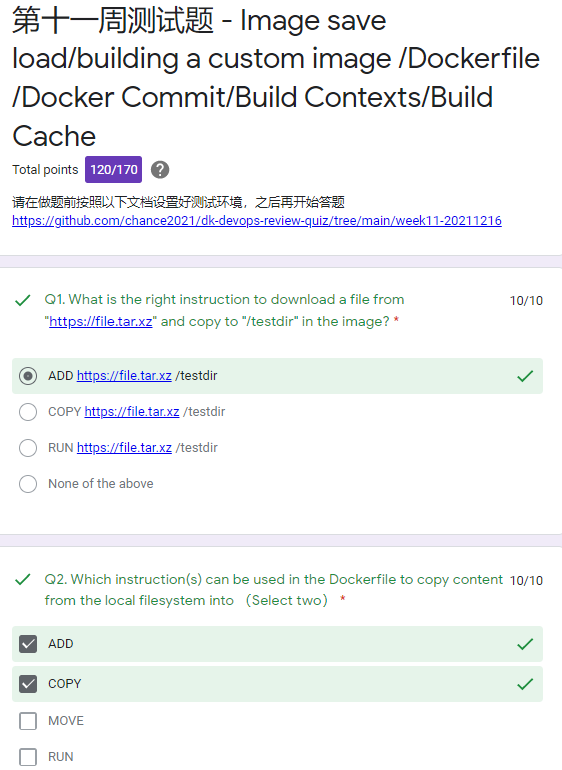 第十一周测试题 - Image save
load/building a custom image /Dockerfile
/Docker Commit/Build Contexts/Build
Cache
Total points 120/170 ?
请在做题前按照以下文档设置好测试环境，之后再开始答题
https://github.com/chance2021/dk-devops-review-quiz/tree/main/week11-20211216
Q1. What is the right instruction to download a file from 10/10
"https://file.tar.xz" and copy to "/testdir" in the image? *
ADD https://file.tar.xz /testdir
COPY https://file.tar.xz /testdir
RUN https://file.tar.xz /testdir
None of the above
Q2. Which instruction(s) can be used in the Dockerfile to copy content 10/10
from the local filesystem into （Select two） *
ADD
COPY
MOVE
RUN